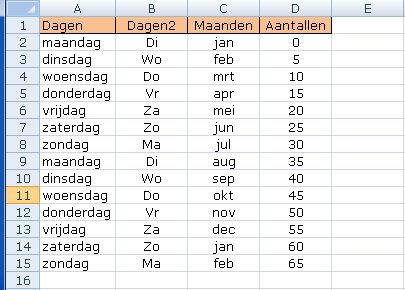 A B C D E
1 Dagen Dagen2 Maanden Aantallen
2 maandag Di jan 0
3 dinsdag Wo feb 5
4 woensdag Do mrt 10
5 donderdag Vr apr 15
6 vrijdag Za mei 20
7 zaterdag Zo jun 25
8 zondag Ma jul 30
9 maandag Di aug 35
10 dinsdag Wo sep 40
11 woensdag Do okt 45
12 donderdag Vr nov 50
13 vrijdag Za dec 55
14 zaterdag Zo jan 60
15 zondag Ma feb 65
16